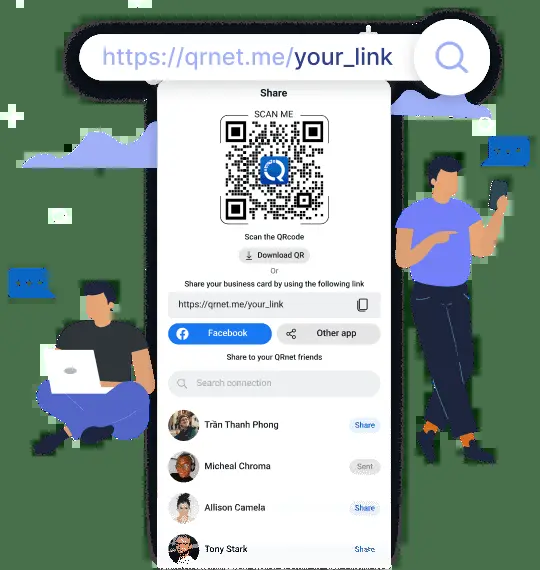 https://qrnet.me/your_link
Share
SCAN ME
Scan the QRcode
Download QR
Or
Share your business card by using the following link
https://qrnet.me/your_link
Facebook
Other app
Share to your QRnet friends
Search connection
Trần Thanh Phong
Share
Micheal Chroma
Sent
Allison Camela
Share
Tony Stark
Share